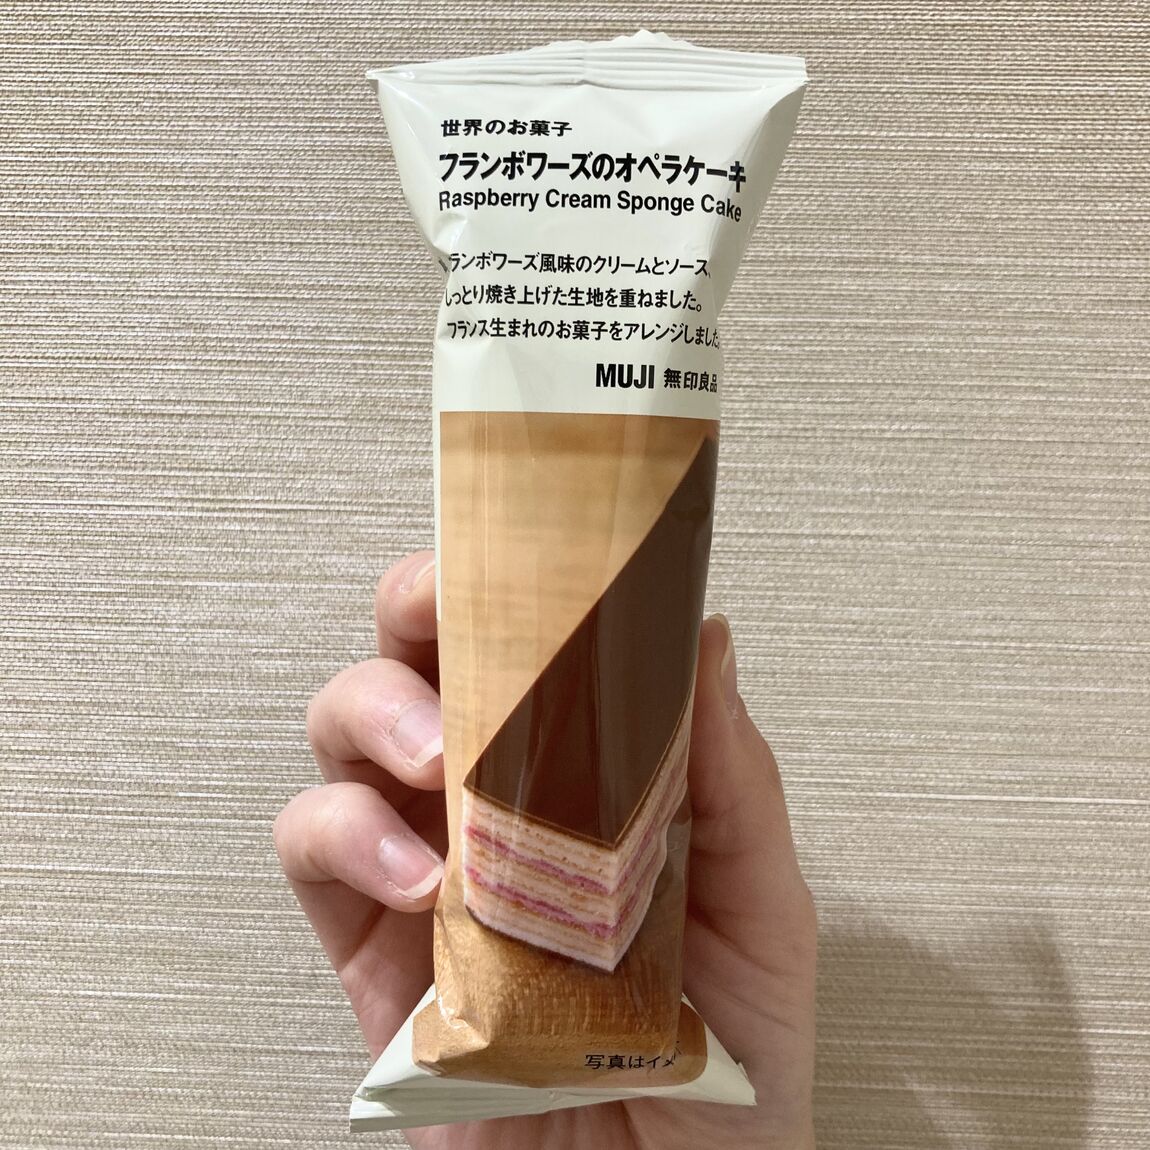 世界のお菓子
フランボワーズのオペラケーキ
Raspberry Cream Sponge Cake
フランボワーズ風味のクリームとソース、
しっとり焼き上げた生地を重ねました。
フランス生まれのお菓子をアレンジしました。
MUJI 無印良品
写真はイメ